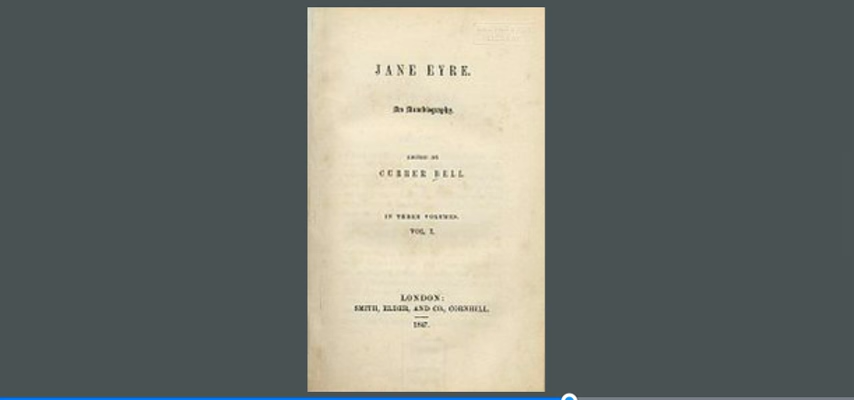 JANE EYRE.
An Autobiography.
EDITED BY
CURRER BELL
IN THREE VOLUMES.
VOL. I.
LONDON:
SMITH, ELDER, AND CO., CORNHILL.
1847.